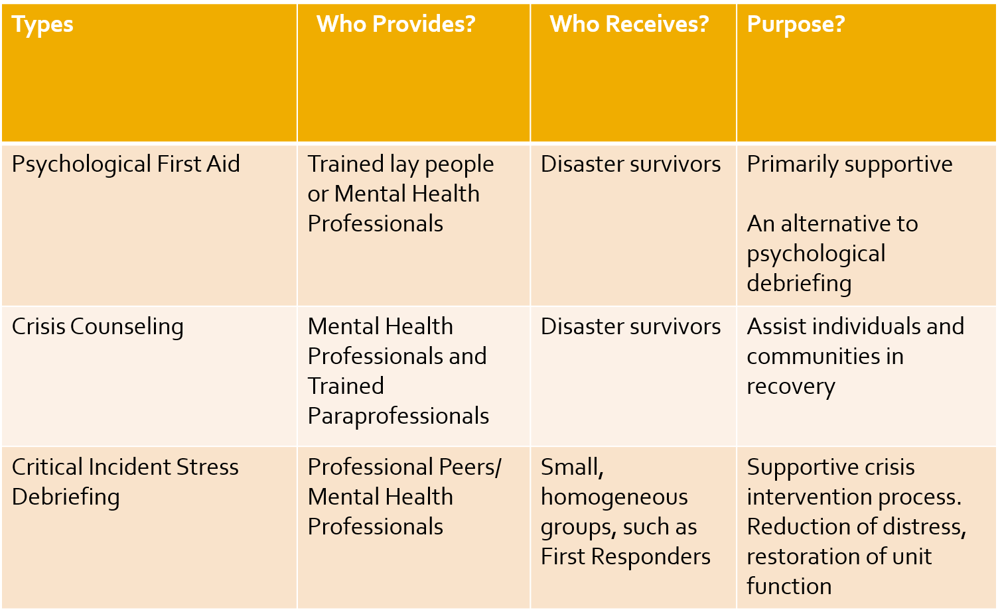 Types
Who Provides?
Who Receives?
Purpose?
Psychological First Aid
Trained lay people
or Mental Health
Professionals
Disaster survivors
Primarily supportive
An alternative to
psychological
debriefing
Crisis Counseling
Mental Health
Professionals and
Trained
Paraprofessionals
Disaster survivors
Assist individuals and
communities in
recovery
Critical Incident Stress
Debriefing
Professional Peers/
Mental Health
Professionals
Small,
homogeneous
groups, such as
First Responders
Supportive crisis
intervention process.
Reduction of distress,
restoration of unit
function